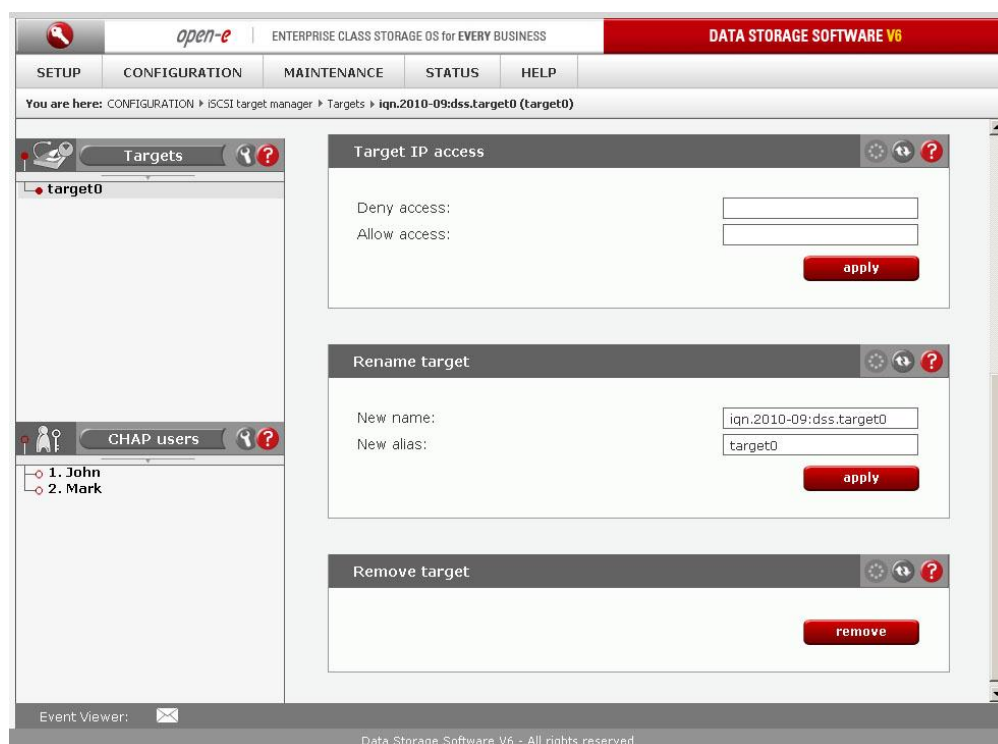 open-e ENTERPRISE CLASS STORAGE OS for EVERY BUSINESS DATA STORAGE SOFTWARE V6
SETUP CONFIGURATION MAINTENANCE STATUS HELP
You are here: CONFIGURATION iSCSI target manager Targets iqn.2010-09:dss.target0 (target0)
Targets ?
target0
CHAP users ?
1. John
2. Mark
Target IP access ?
Deny access:
Allow access:
apply
Rename target ?
New name: iqn.2010-09:dss.target0
New alias: target0
apply
Remove target ?
remove
Event Viewer:
Data Storage Software V6 - All rights reserved